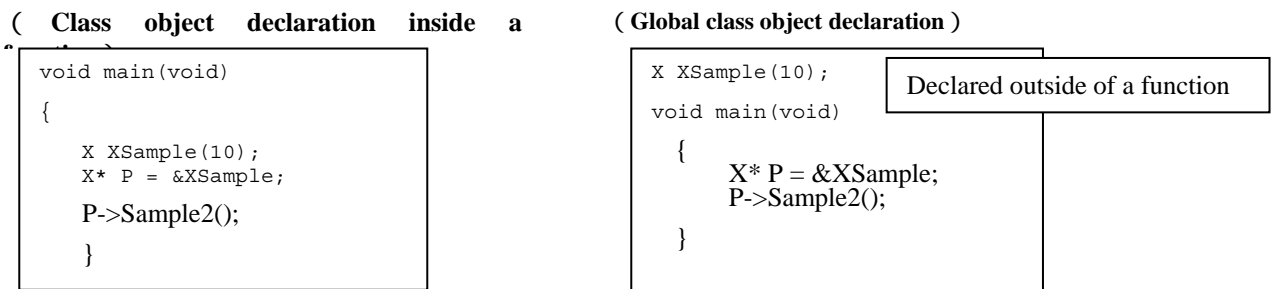 ( Class object declaration inside a
void main(void)
{
X XSample(10);
X* P = &XSample;
P->Sample2();
}
( Global class object declaration )
X XSample(10);
Declared outside of a function
void main(void)
{
X* P = &XSample;
P->Sample2();
}